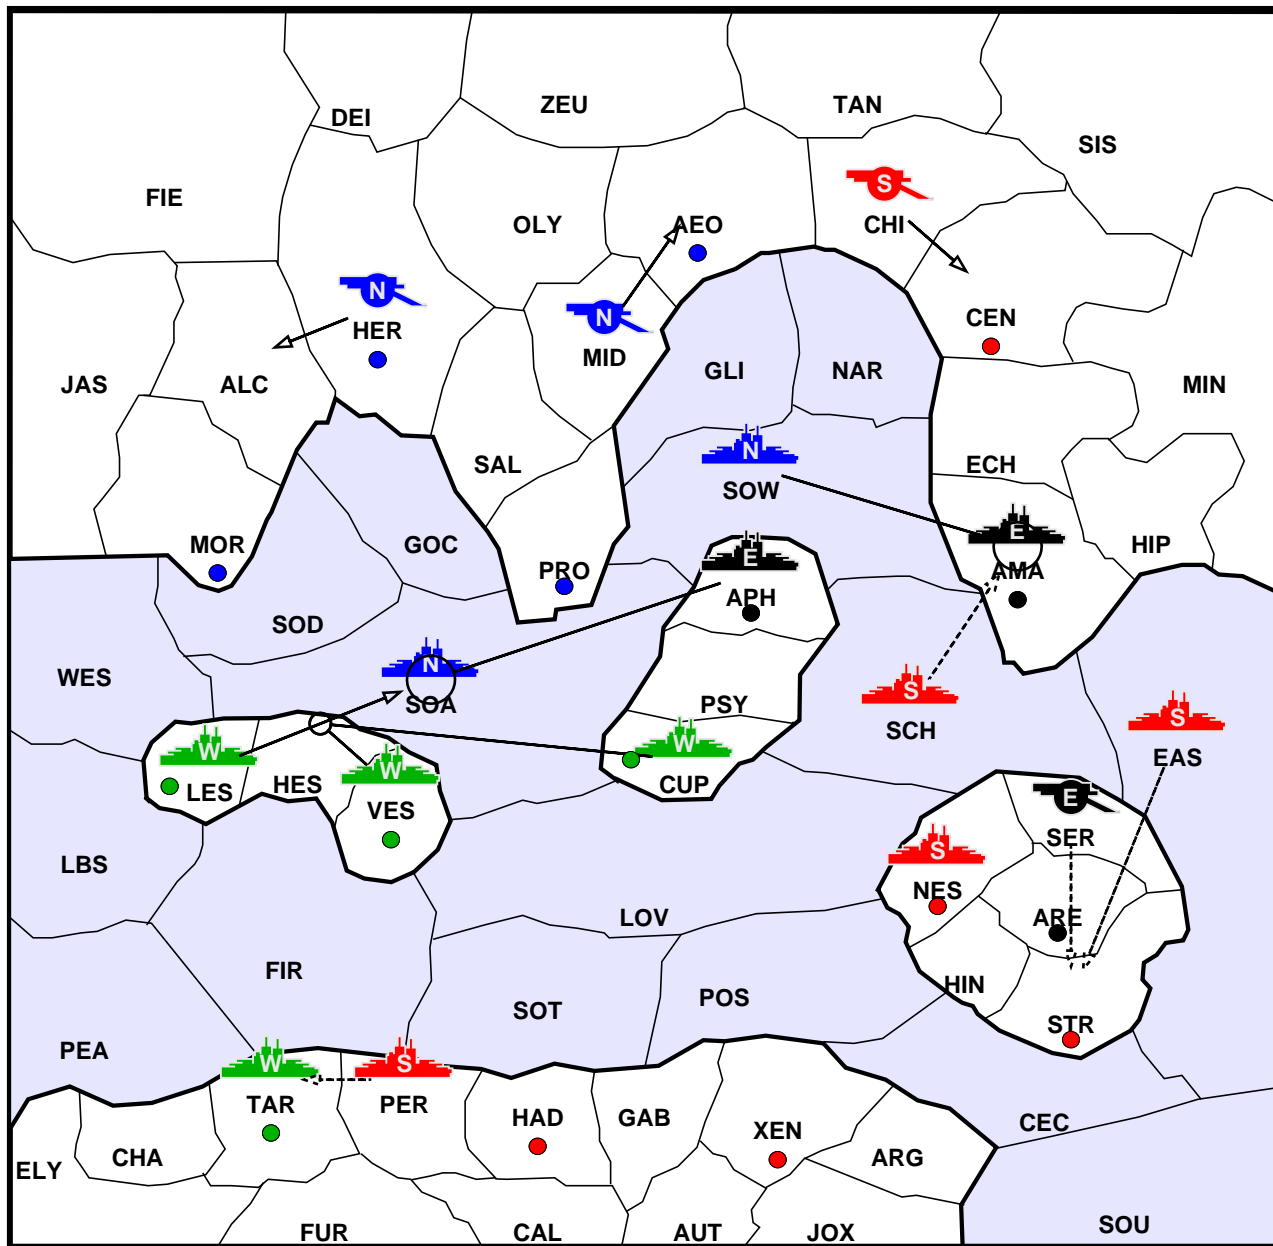 DEI
ZEU
TAN
SIS
FIE
S
OLY
AEO
CHI
N
HER
N
MID
CEN
JAS
ALC
GLI
NAR
MIN
N
SAL
SOW
ECH
E
MOR
GOC
E
PRO
APH
AMA
HIP
SOD
WES
N
SOA
PSY
S
SCH
S
EAS
W
LES
HES
W
VES
W
CUP
E
SER
LBS
S
NES
LOV
ARE
FIR
SOT
POS
HIN
STR
PEA
W
TAR
S
PER
HAD
GAB
XEN
CEC
ELY
CHA
ARG
FUR
CAL
AUT
JOX
SOU